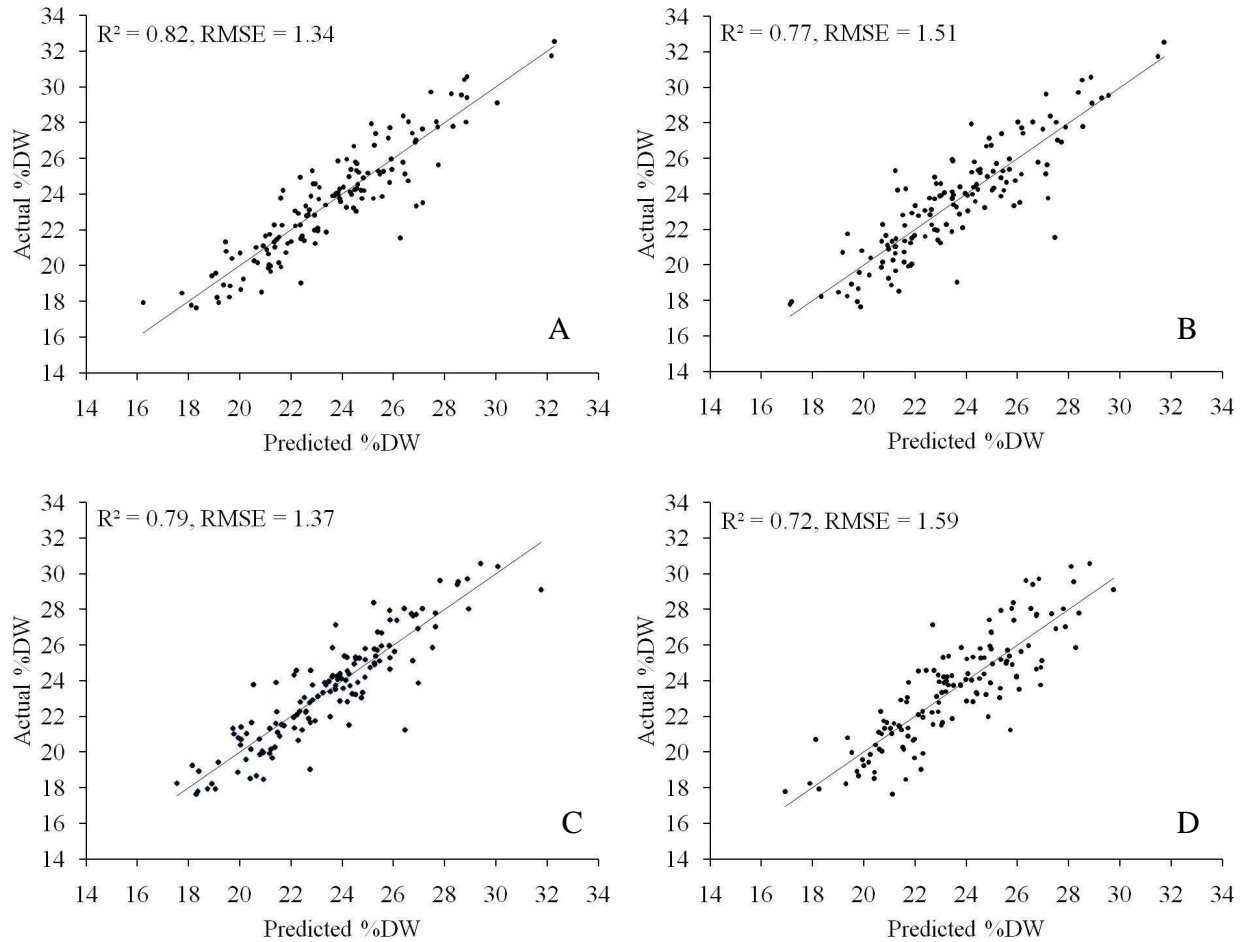 R² = 0.82, RMSE = 1.34
Actual %DW
34
32
30
28
26
24
22
20
18
16
14
A
14 16 18 20 22 24 26 28 30 32 34
Predicted %DW
R² = 0.77, RMSE = 1.51
Actual %DW
34
32
30
28
26
24
22
20
18
16
14
B
14 16 18 20 22 24 26 28 30 32 34
Predicted %DW
R² = 0.79, RMSE = 1.37
Actual %DW
34
32
30
28
26
24
22
20
18
16
14
C
14 16 18 20 22 24 26 28 30 32 34
Predicted %DW
R² = 0.72, RMSE = 1.59
Actual %DW
34
32
30
28
26
24
22
20
18
16
14
D
14 16 18 20 22 24 26 28 30 32 34
Predicted %DW